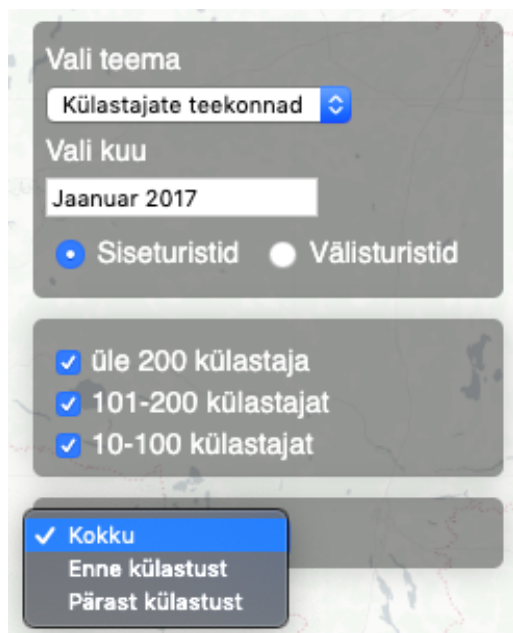 Vali teema
Külastajate teekonnad
Vali kuu
Jaanuar 2017
Siseturistid Välisturistid
üle 200 külastaja
101-200 külastajat
10-100 külastajat
Kokku
Enne külastust
Pärast külastust